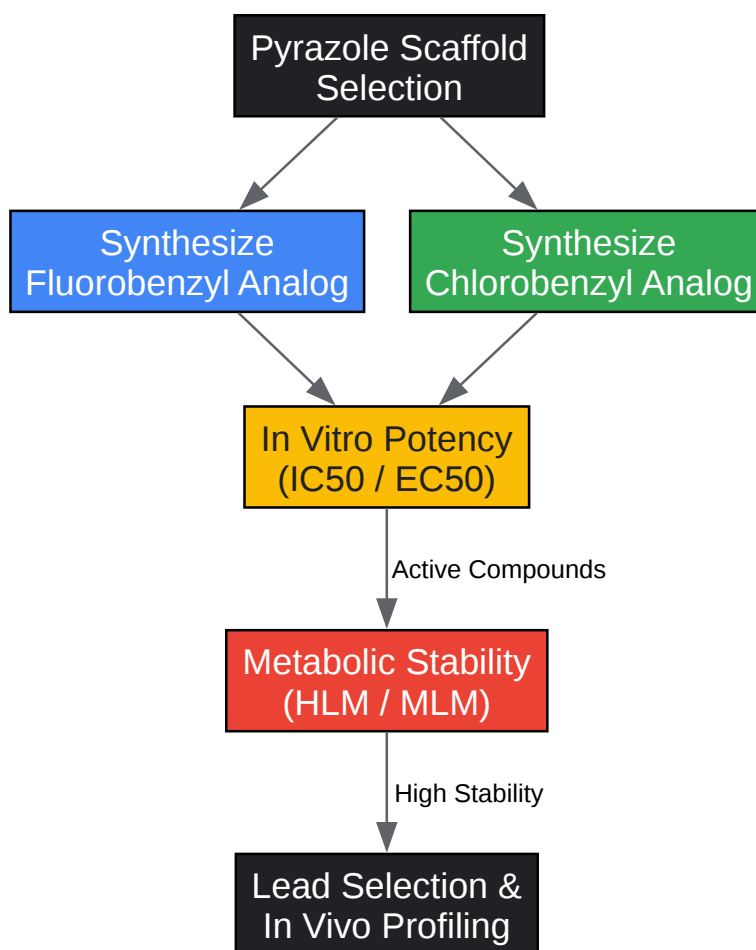 Pyrazole Scaffold
Selection
Synthesize
Fluorobenzyl Analog
Synthesize
Chlorobenzyl Analog
In Vitro Potency
(IC50 / EC50)
Active Compounds
Metabolic Stability
(HLM / MLM)
High Stability
Lead Selection &
In Vivo Profiling